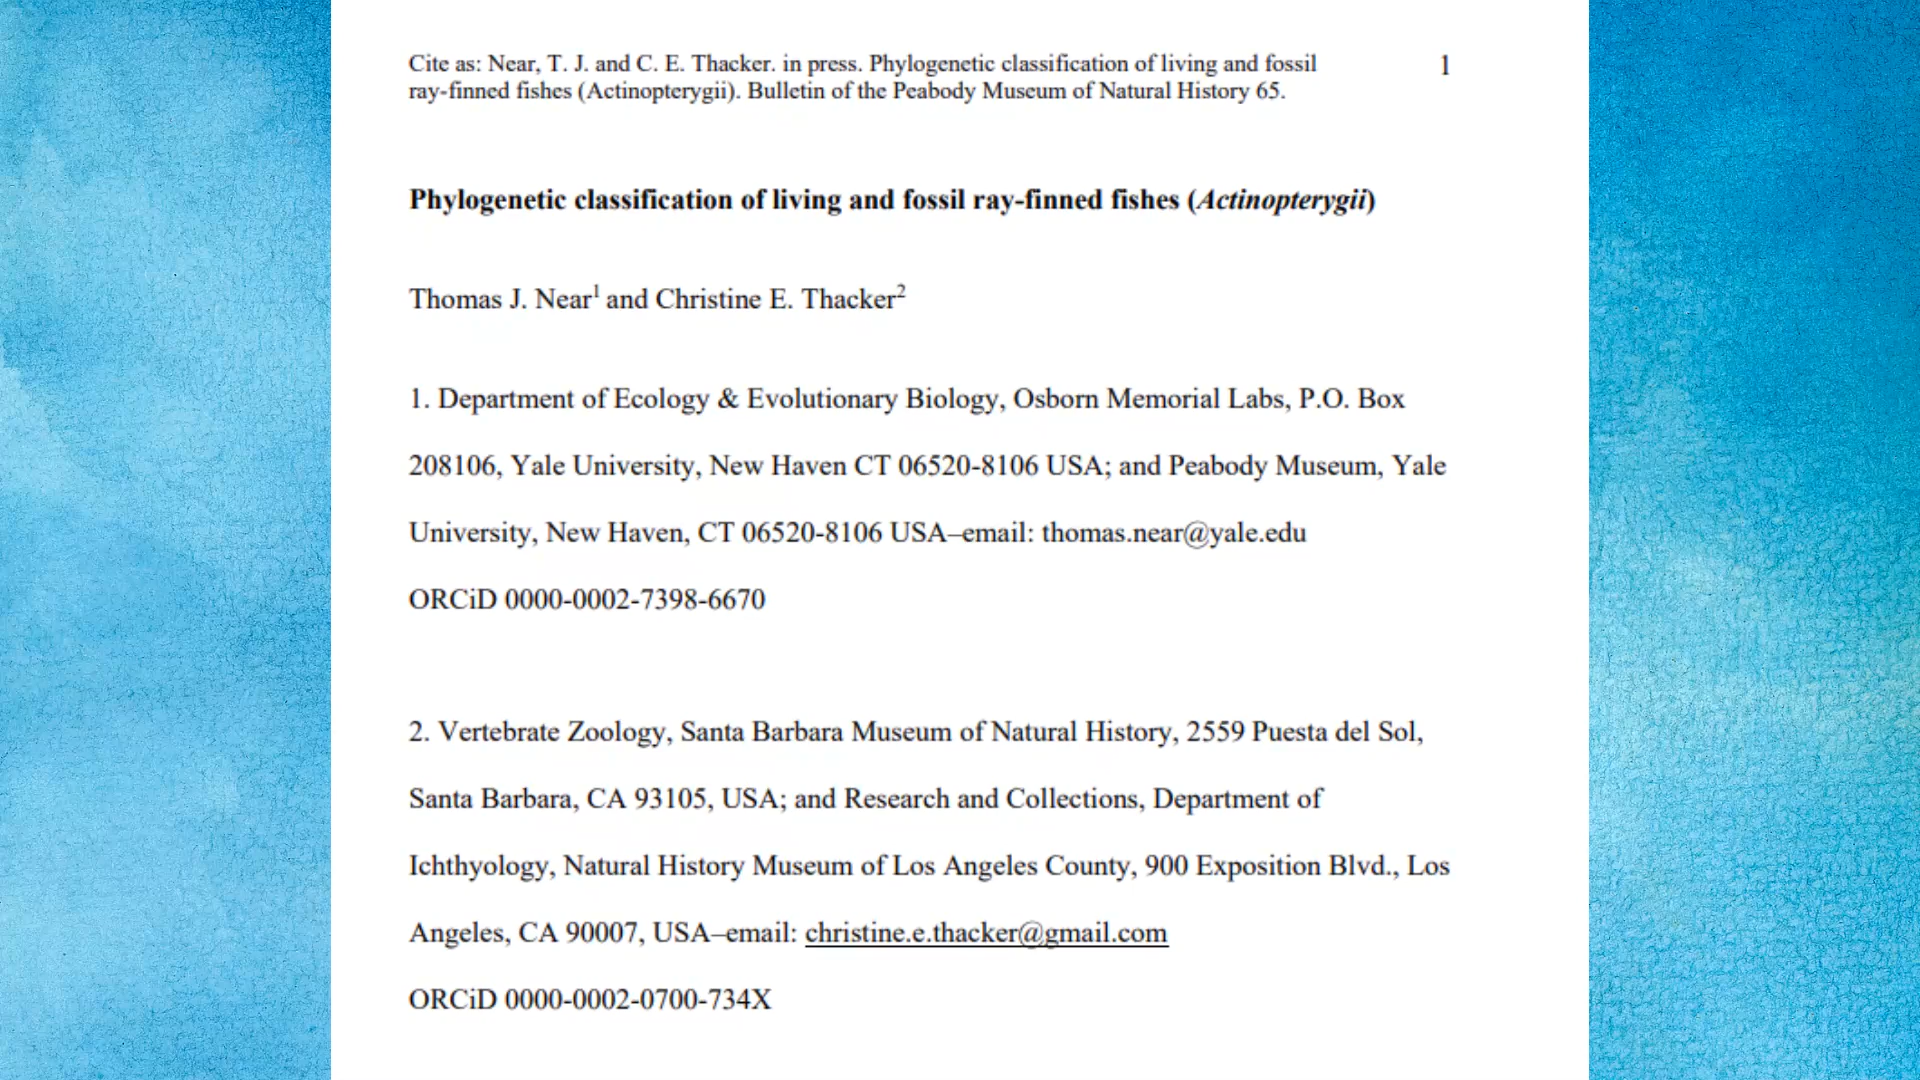 Cite as: Near, T. J. and C. E. Thacker. in press. Phylogenetic classification of living and fossil
ray-finned fishes (Actinopterygii). Bulletin of the Peabody Museum of Natural History 65.
1
Phylogenetic classification of living and fossil ray-finned fishes (Actinopterygii)
Thomas J. Near1 and Christine E. Thacker2
1. Department of Ecology & Evolutionary Biology, Osborn Memorial Labs, P.O. Box
208106, Yale University, New Haven CT 06520-8106 USA; and Peabody Museum, Yale
University, New Haven, CT 06520-8106 USA–email: thomas.near@yale.edu
ORCiD 0000-0002-7398-6670
2. Vertebrate Zoology, Santa Barbara Museum of Natural History, 2559 Puesta del Sol,
Santa Barbara, CA 93105, USA; and Research and Collections, Department of
Ichthyology, Natural History Museum of Los Angeles County, 900 Exposition Blvd., Los
Angeles, CA 90007, USA–email: christine.e.thacker@gmail.com
ORCiD 0000-0002-0700-734X